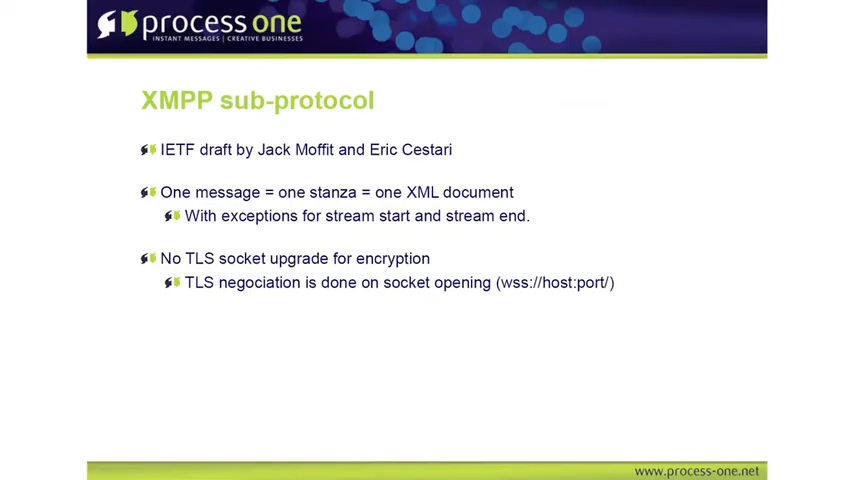 process one
INSTANT MESSAGES | CREATIVE BUSINESSES
XMPP sub-protocol
IETF draft by Jack Moffit and Eric Cestari
One message = one stanza = one XML document
With exceptions for stream start and stream end.
No TLS socket upgrade for encryption
TLS negociation is done on socket opening (wss://host:port/)
www.process-one.net